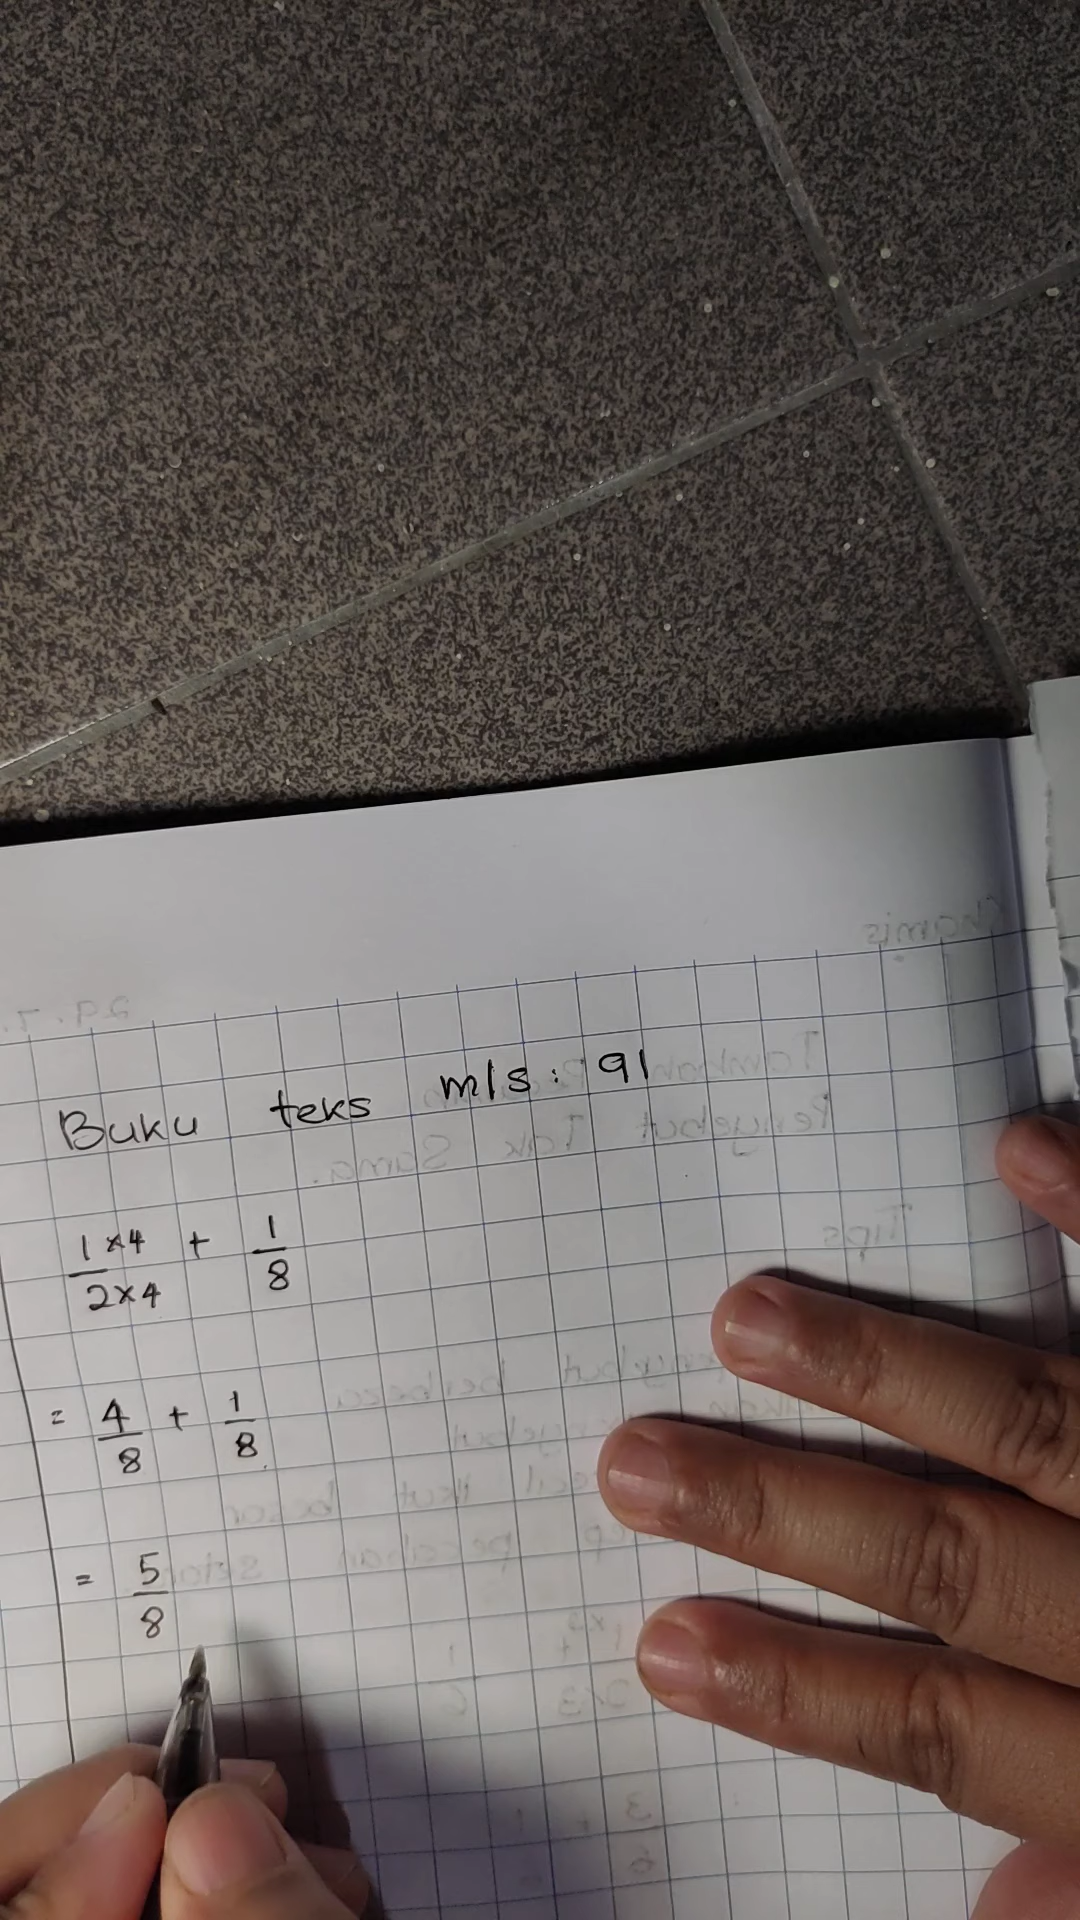 Buku teks m/s: 91
1×4/2×4 + 1/8
= 4/8 + 1/8
= 5/8